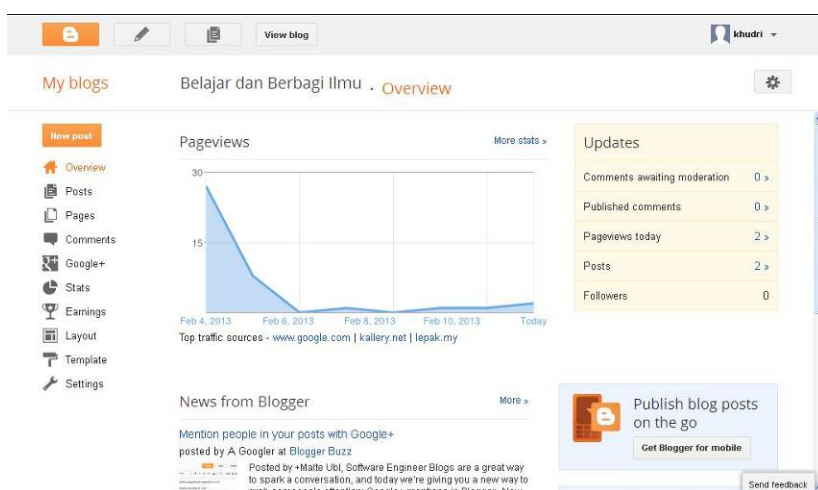 View blog
khudri
My blogs
Belajar dan Berbagi Ilmu . Overview
New post
Overview
Posts
Pages
Comments
Google+
Stats
Earnings
Layout
Template
Settings
Pageviews
More stats »
30
15
Feb 4, 2013 Feb 6, 2013 Feb 8, 2013 Feb 10, 2013 Today
Top traffic sources - www.google.com | kallery.net | lepak.my
Updates
Comments awaiting moderation 0 »
Published comments 0 »
Pageviews today 2 »
Posts 2 »
Followers 0
News from Blogger
More »
Mention people in your posts with Google+
posted by A Googler at Blogger Buzz
Posted by +Malte Ubl, Software Engineer Blogs are a great way
to spark a conversation, and today we're giving you a new way to
Publish blog posts
on the go
Get Blogger for mobile
Send feedback